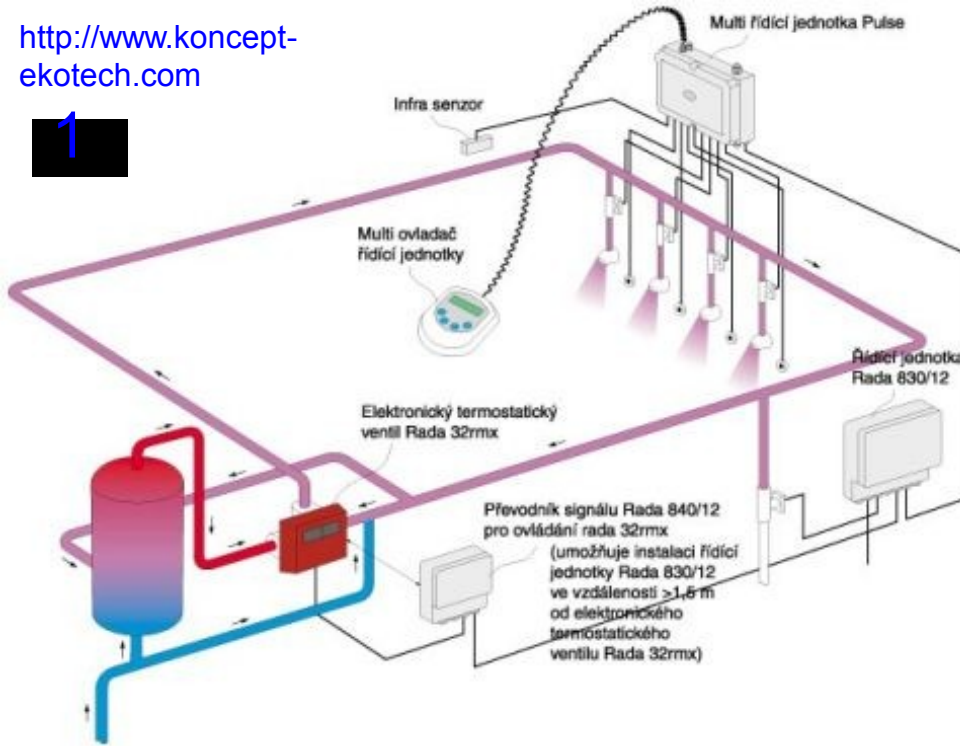 http://www.koncept-
ekotech.com
1
Multi řídící jednotka Pulse
Infra senzor
Multi ovladač
řídící jednotky
Řídící jednotka
Rada 830/12
Elektronický termostatický
ventil Rada 32rmx
Převodník signálu Rada 840/12
pro ovládání rada 32rmx
(umožňuje instalaci řídící
jednotky Rada 830/12
ve vzdálenosti >1,5 m
od elektronického
termostatického
ventilu Rada 32rmx)